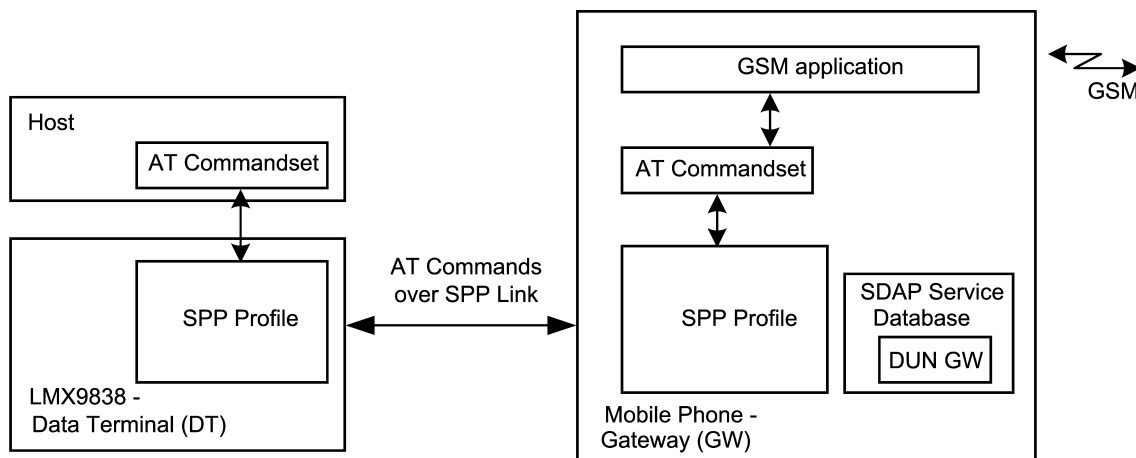 Host
AT Commandset
SPP Profile
LMX9838 -
Data Terminal (DT)
AT Commands
over SPP Link
GSM application
AT Commandset
SPP Profile
SDAP Service
Database
DUN GW
Mobile Phone -
Gateway (GW)
GSM